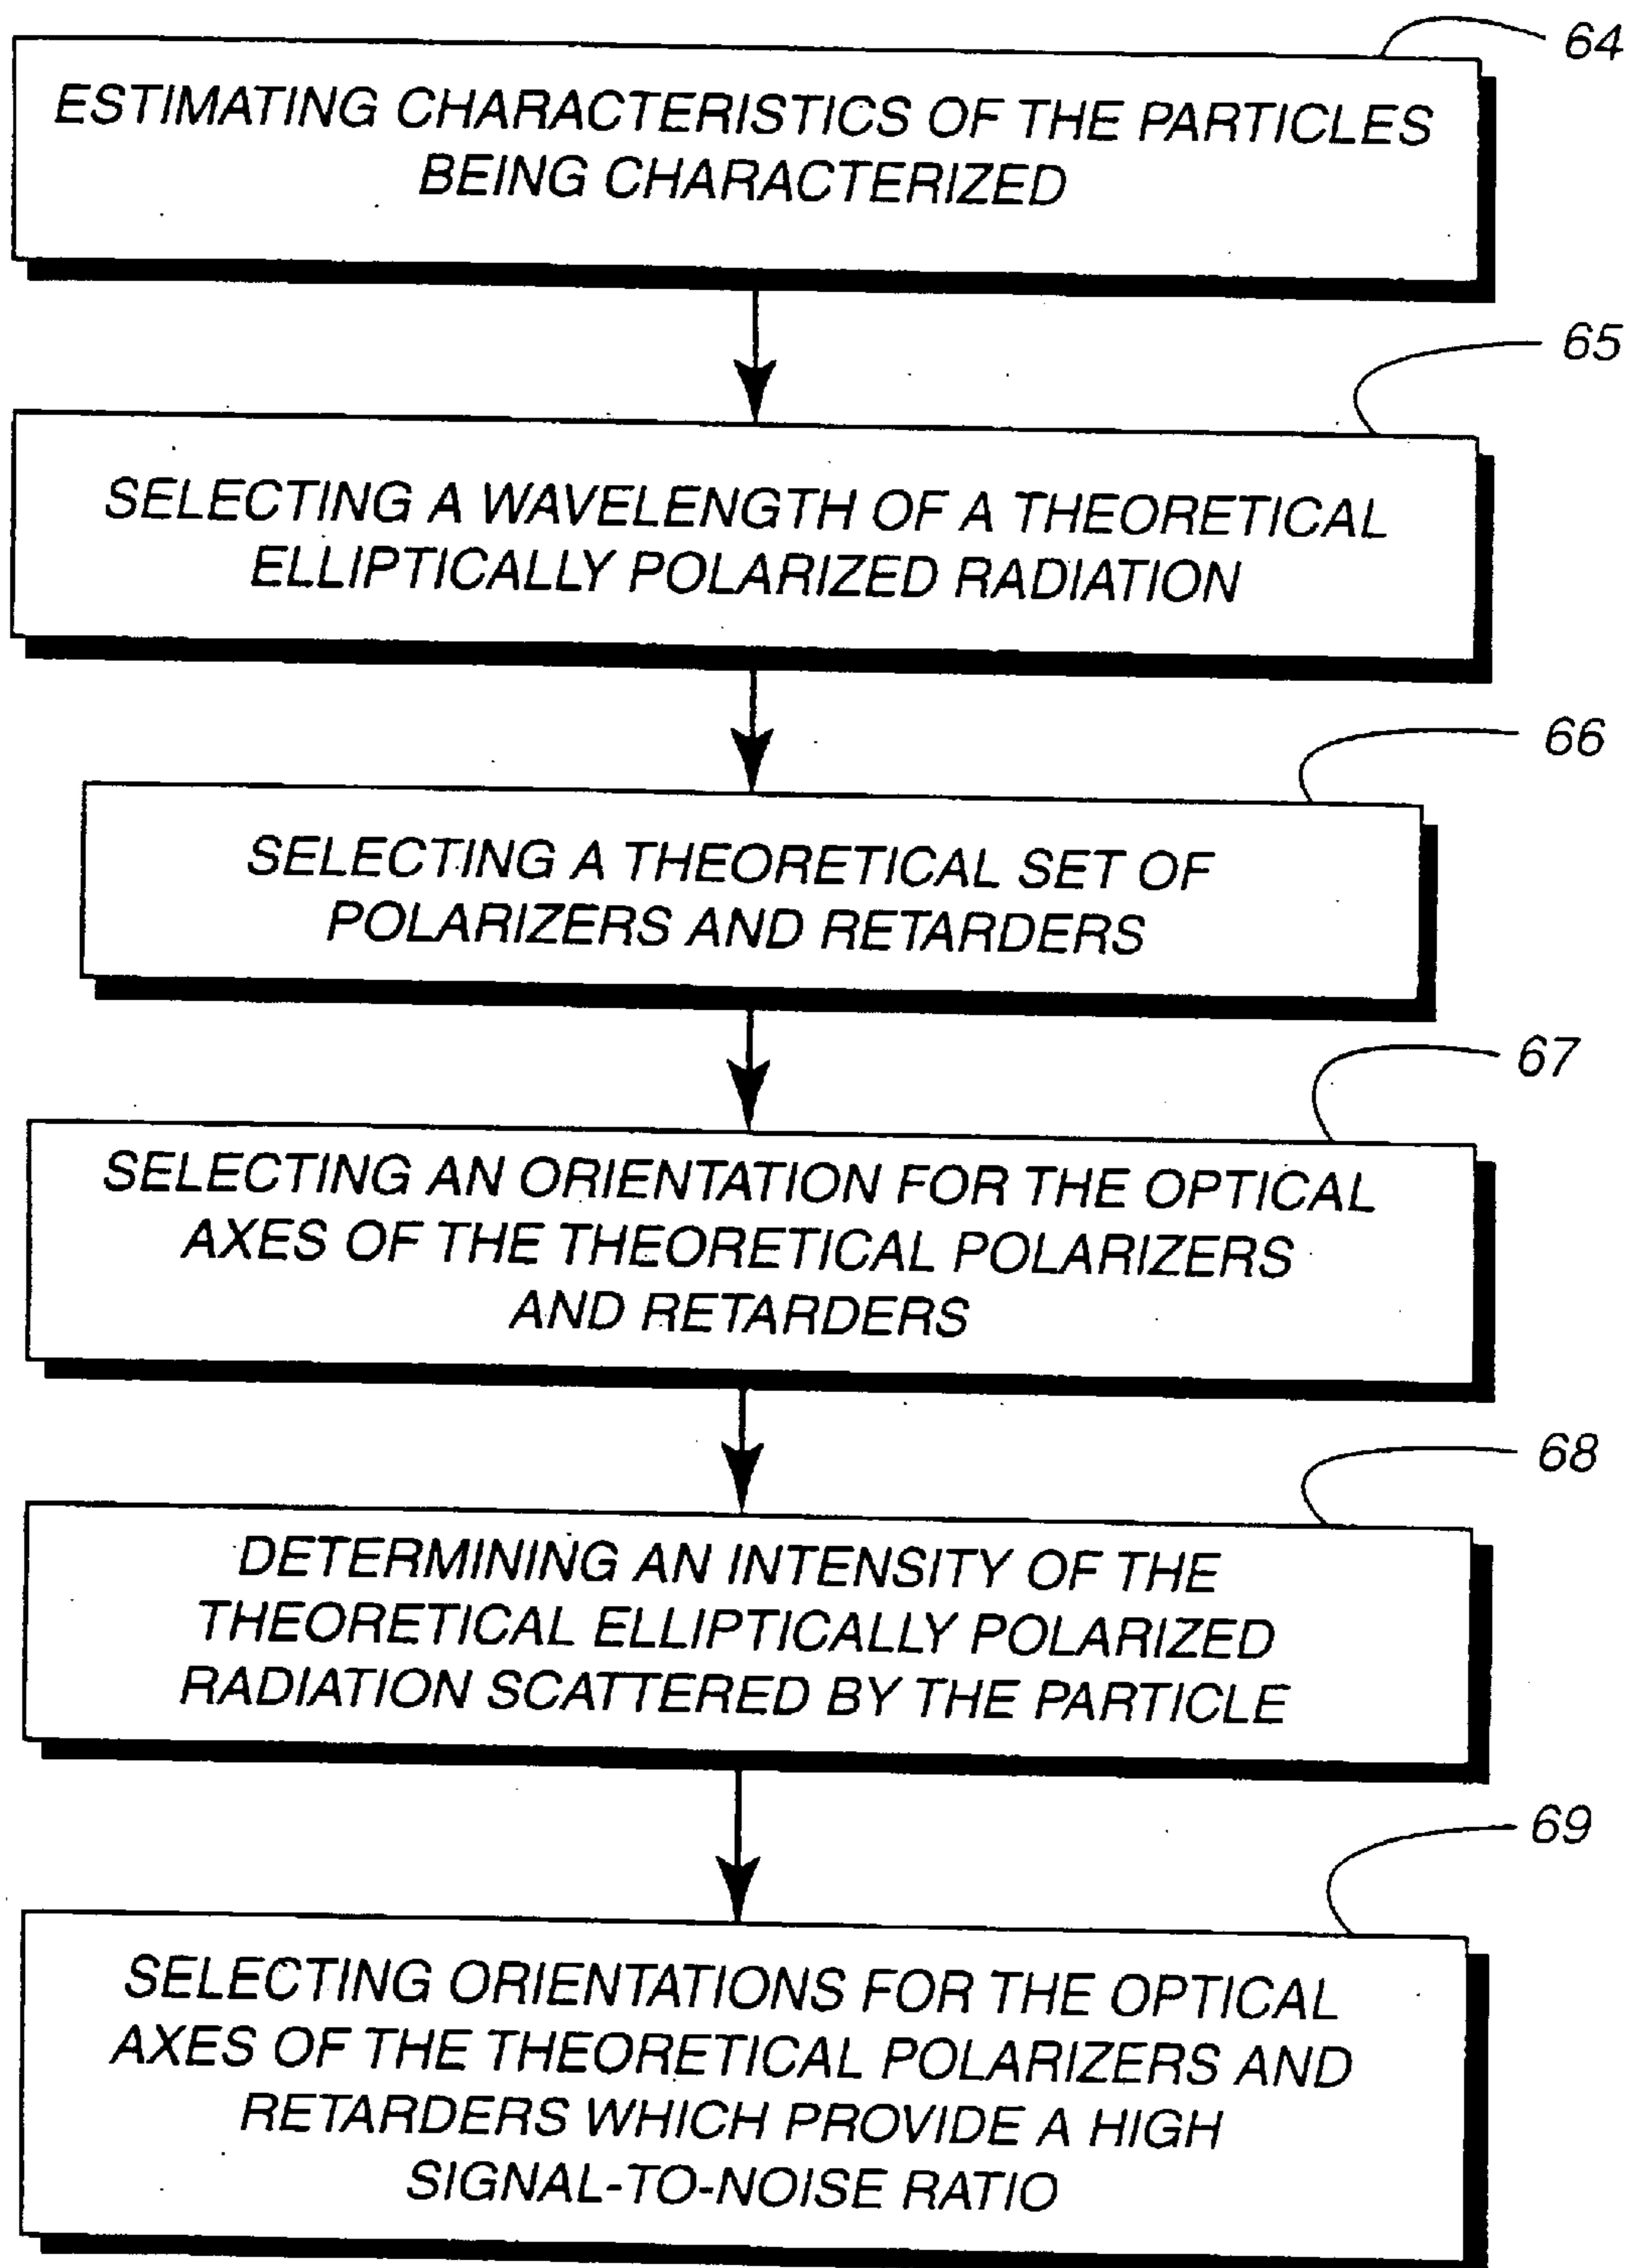 64
ESTIMATING CHARACTERISTICS OF THE PARTICLES
BEING CHARACTERIZED
65
SELECTING A WAVELENGTH OF A THEORETICAL
ELLIPTICALLY POLARIZED RADIATION
66
SELECTING A THEORETICAL SET OF
POLARIZERS AND RETARDERS
67
SELECTING AN ORIENTATION FOR THE OPTICAL
AXES OF THE THEORETICAL POLARIZERS
AND RETARDERS
68
DETERMINING AN INTENSITY OF THE
THEORETICAL ELLIPTICALLY POLARIZED
RADIATION SCATTERED BY THE PARTICLE
69
SELECTING ORIENTATIONS FOR THE OPTICAL
AXES OF THE THEORETICAL POLARIZERS AND
RETARDERS WHICH PROVIDE A HIGH
SIGNAL-TO-NOISE RATIO